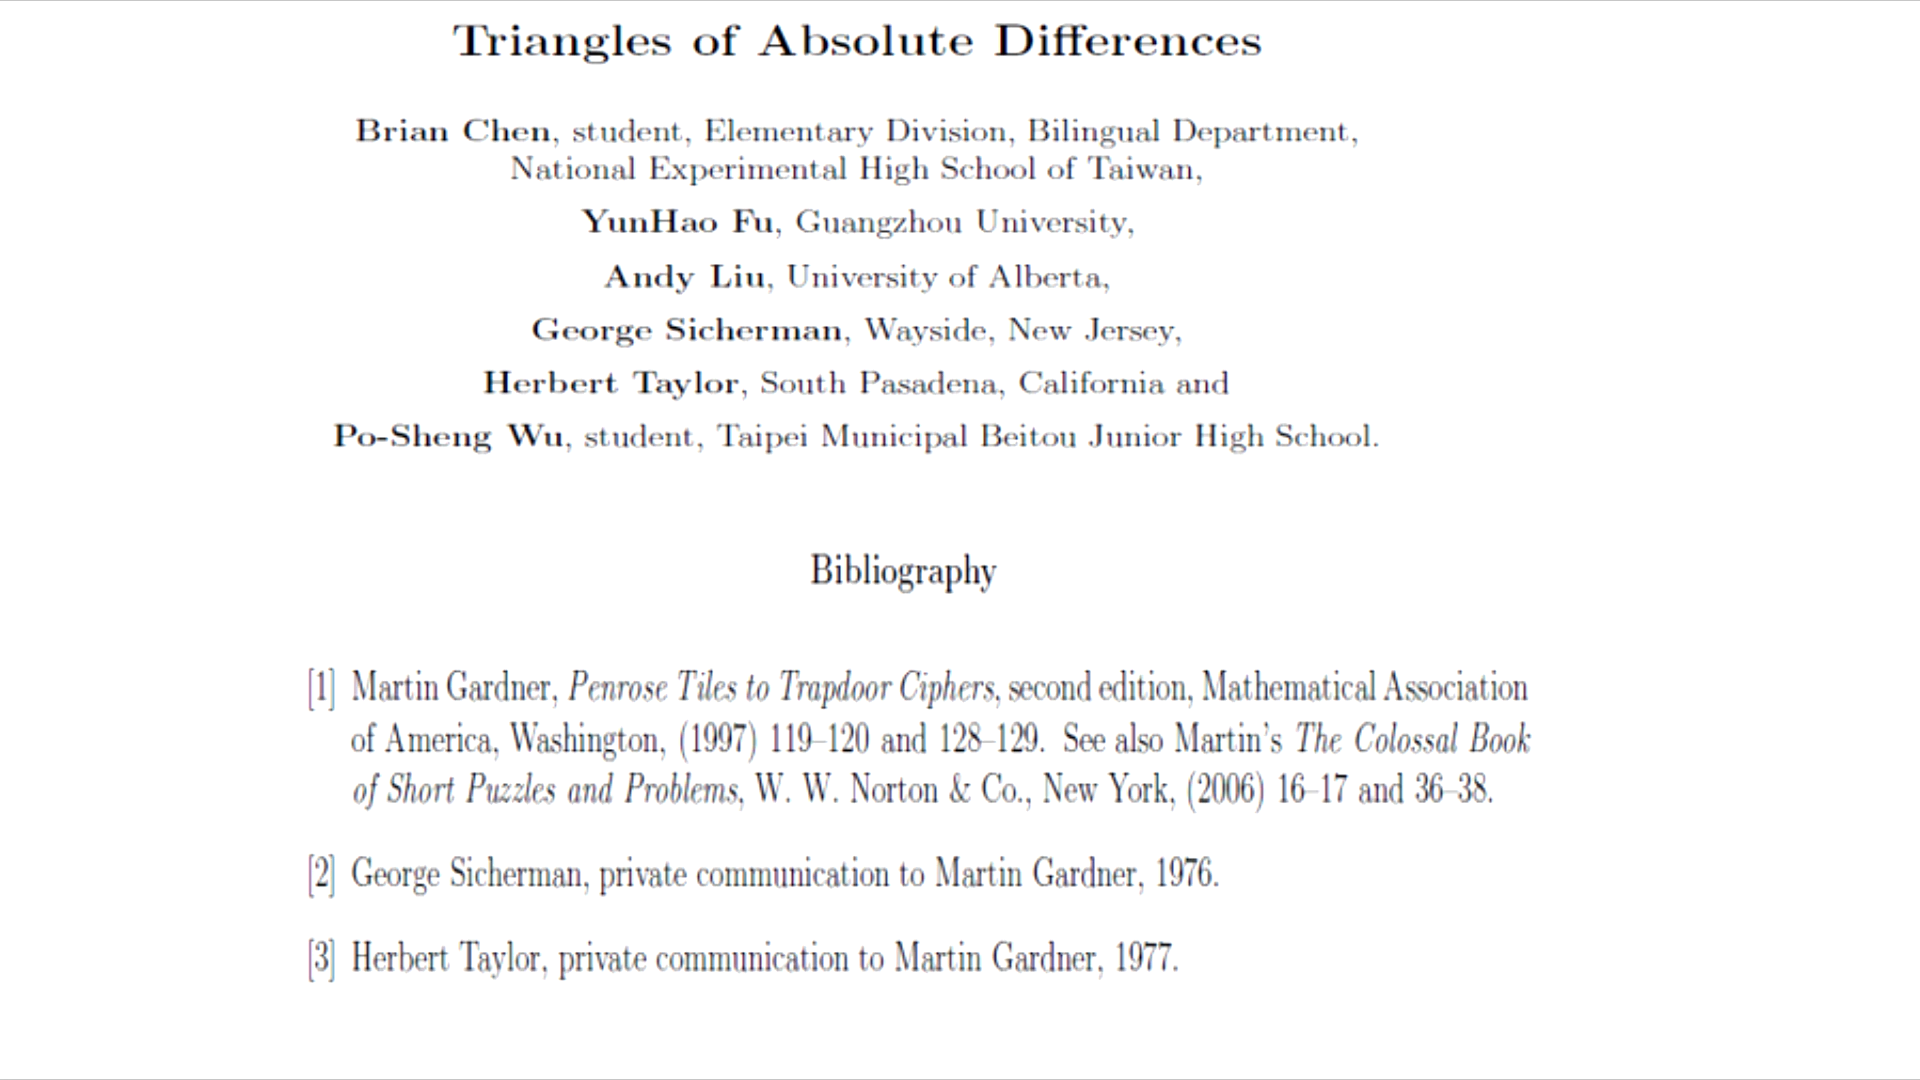 Triangles of Absolute Differences
Brian Chen, student, Elementary Division, Bilingual Department,
National Experimental High School of Taiwan,
YunHao Fu, Guangzhou University,
Andy Liu, University of Alberta,
George Sicherman, Wayside, New Jersey,
Herbert Taylor, South Pasadena, California and
Po-Sheng Wu, student, Taipei Municipal Beitou Junior High School.
Bibliography
[1] Martin Gardner, Penrose Tiles to Trapdoor Ciphers, second edition, Mathematical Association
of America, Washington, (1997) 119–120 and 128–129. See also Martin's The Colossal Book
of Short Puzzles and Problems, W. W. Norton & Co., New York, (2006) 16–17 and 36–38.
[2] George Sicherman, private communication to Martin Gardner, 1976.
[3] Herbert Taylor, private communication to Martin Gardner, 1977.